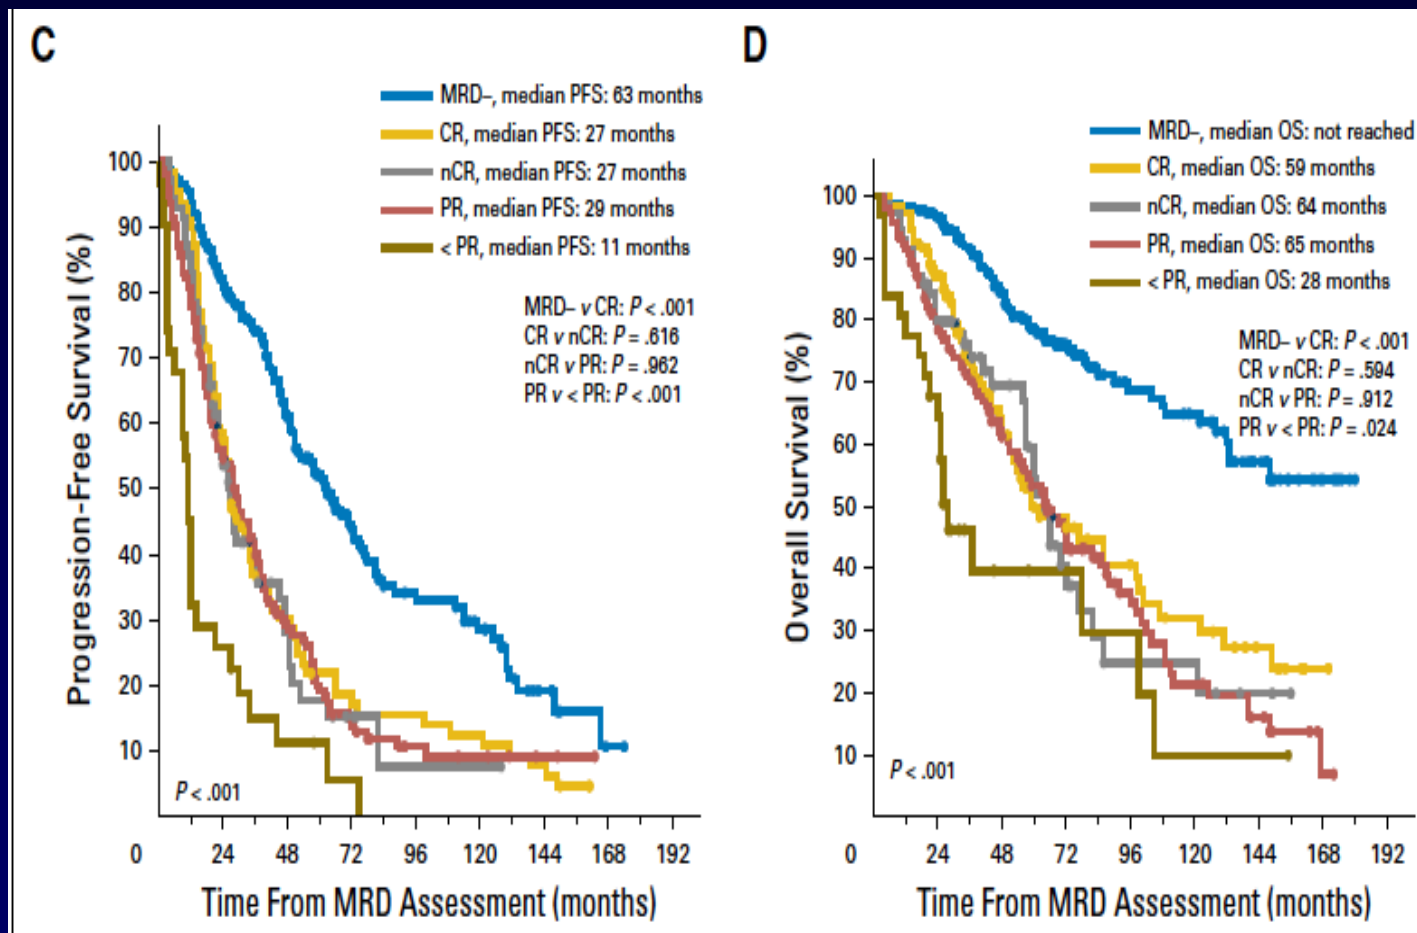 C
MRD–, median PFS: 63 months
CR, median PFS: 27 months
nCR, median PFS: 27 months
PR, median PFS: 29 months
< PR, median PFS: 11 months
MRD– v CR: P < .001
CR v nCR: P = .616
nCR v PR: P = .962
PR v < PR: P < .001
Progression-Free Survival (%)
100
90
80
70
60
50
40
30
20
10
P < .001
0 24 48 72 96 120 144 168 192
Time From MRD Assessment (months)
D
MRD–, median OS: not reached
CR, median OS: 59 months
nCR, median OS: 64 months
PR, median OS: 65 months
< PR, median OS: 28 months
MRD– v CR: P < .001
CR v nCR: P = .594
nCR v PR: P = .912
PR v < PR: P = .024
Overall Survival (%)
100
90
80
70
60
50
40
30
20
10
P < .001
0 24 48 72 96 120 144 168 192
Time From MRD Assessment (months)